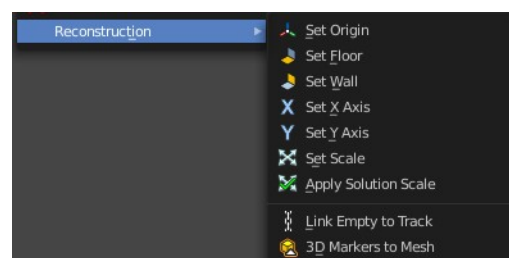 Reconstruction
Set Origin
Set Floor
Set Wall
Set X Axis
Set Y Axis
Set Scale
Apply Solution Scale
Link Empty to Track
3D Markers to Mesh